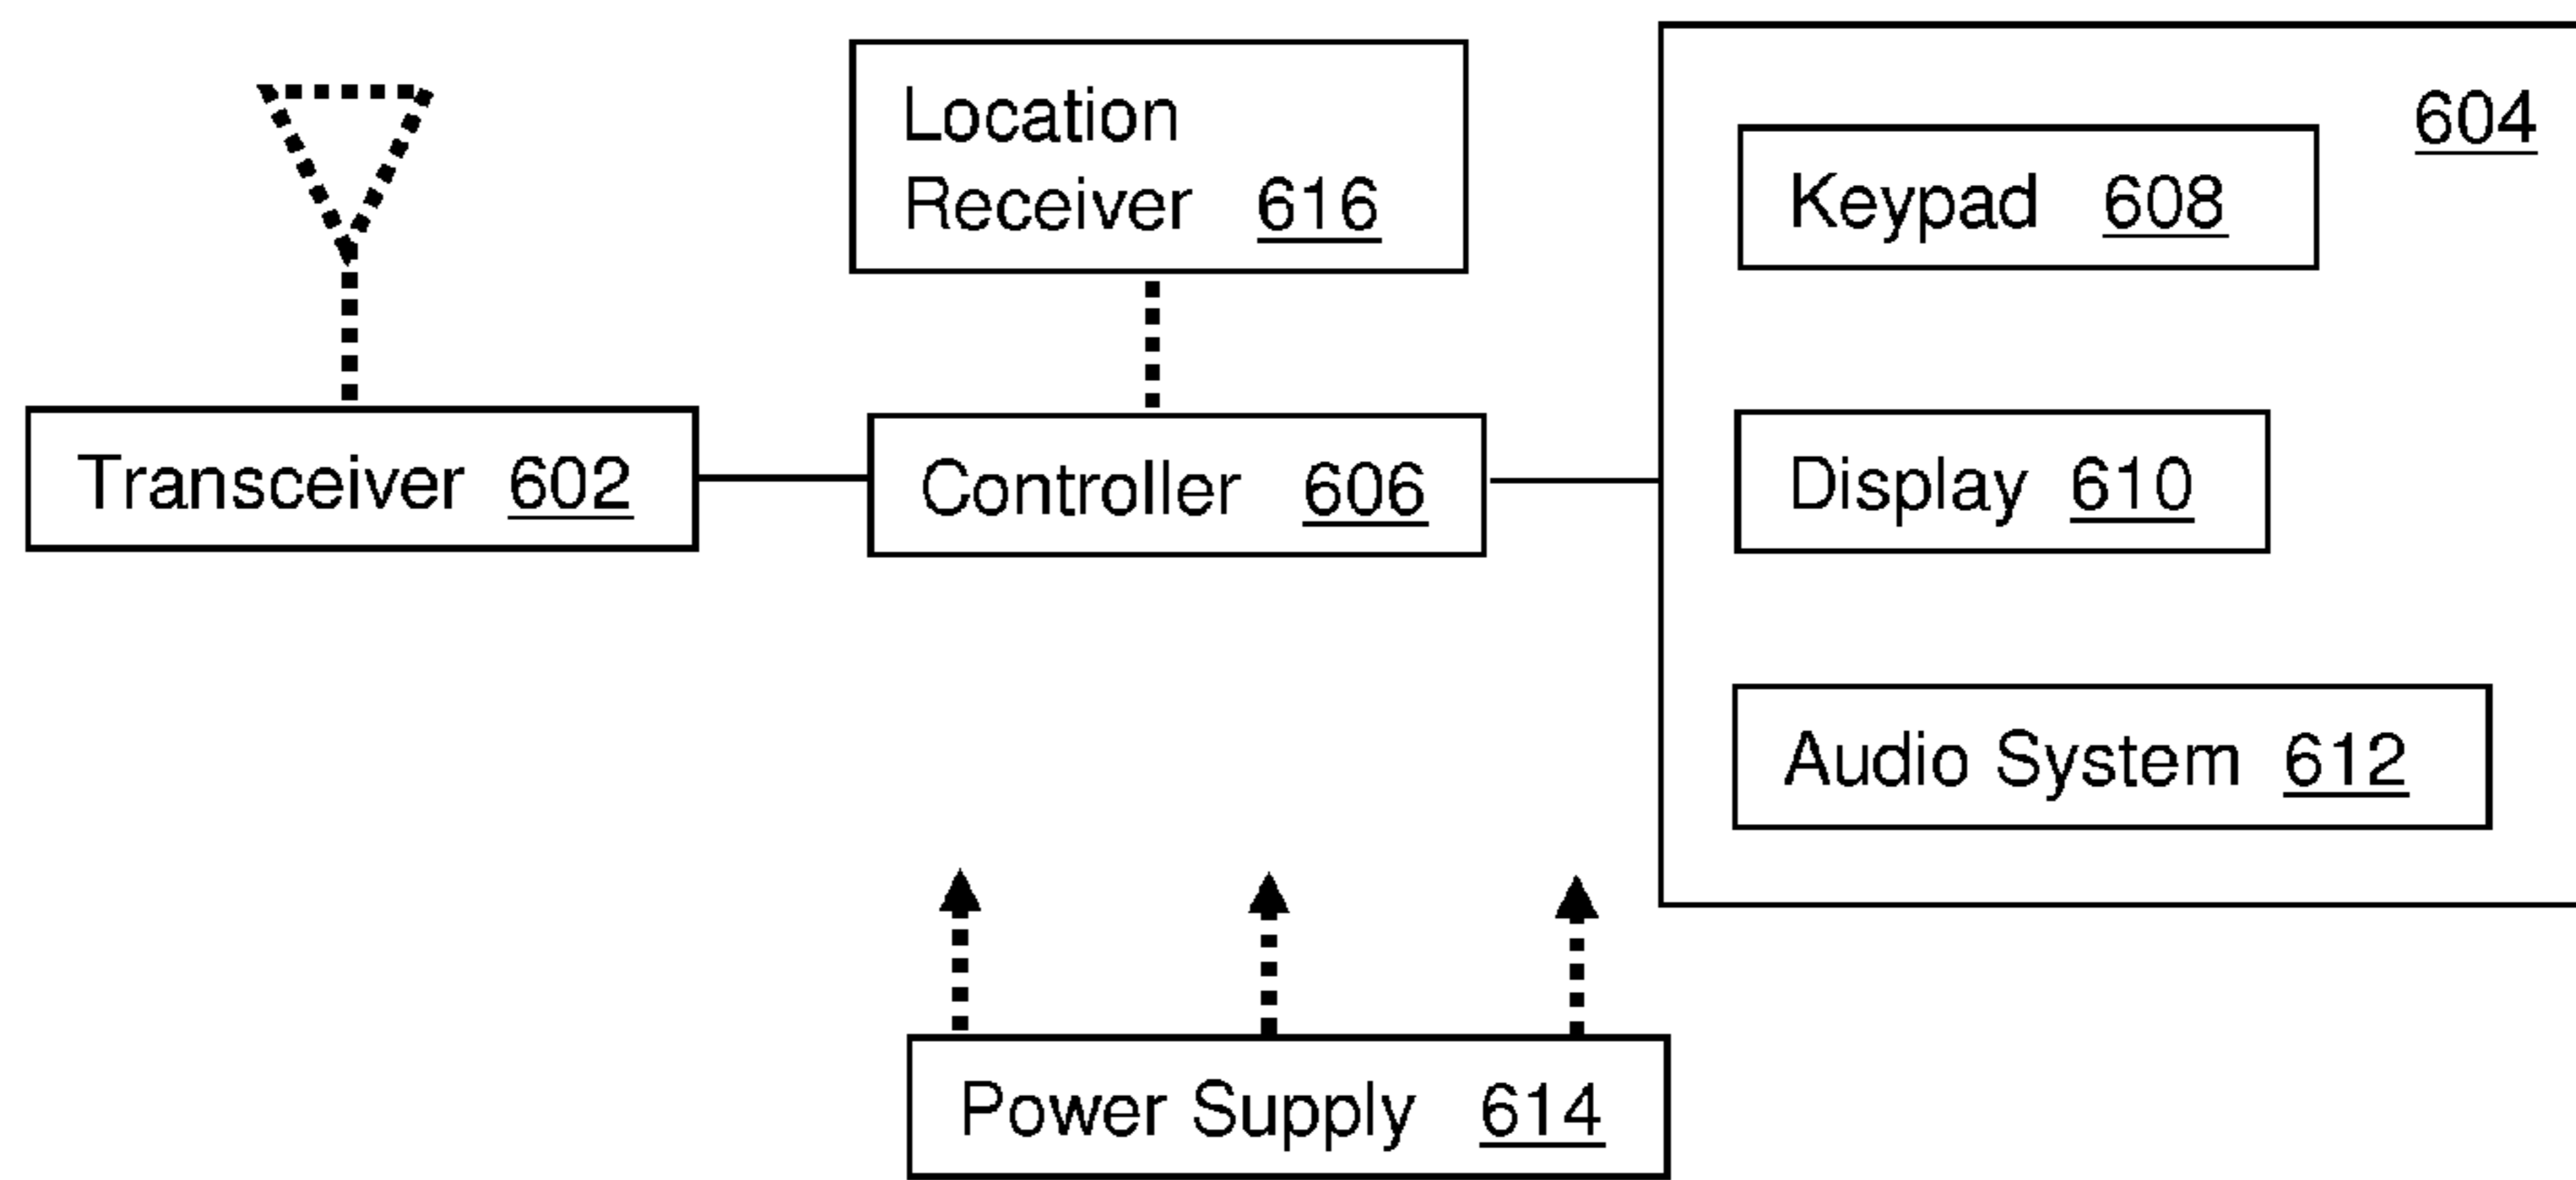 Location
Receiver 616
604
Keypad 608
Transceiver 602
Controller 606
Display 610
Audio System 612
Power Supply 614